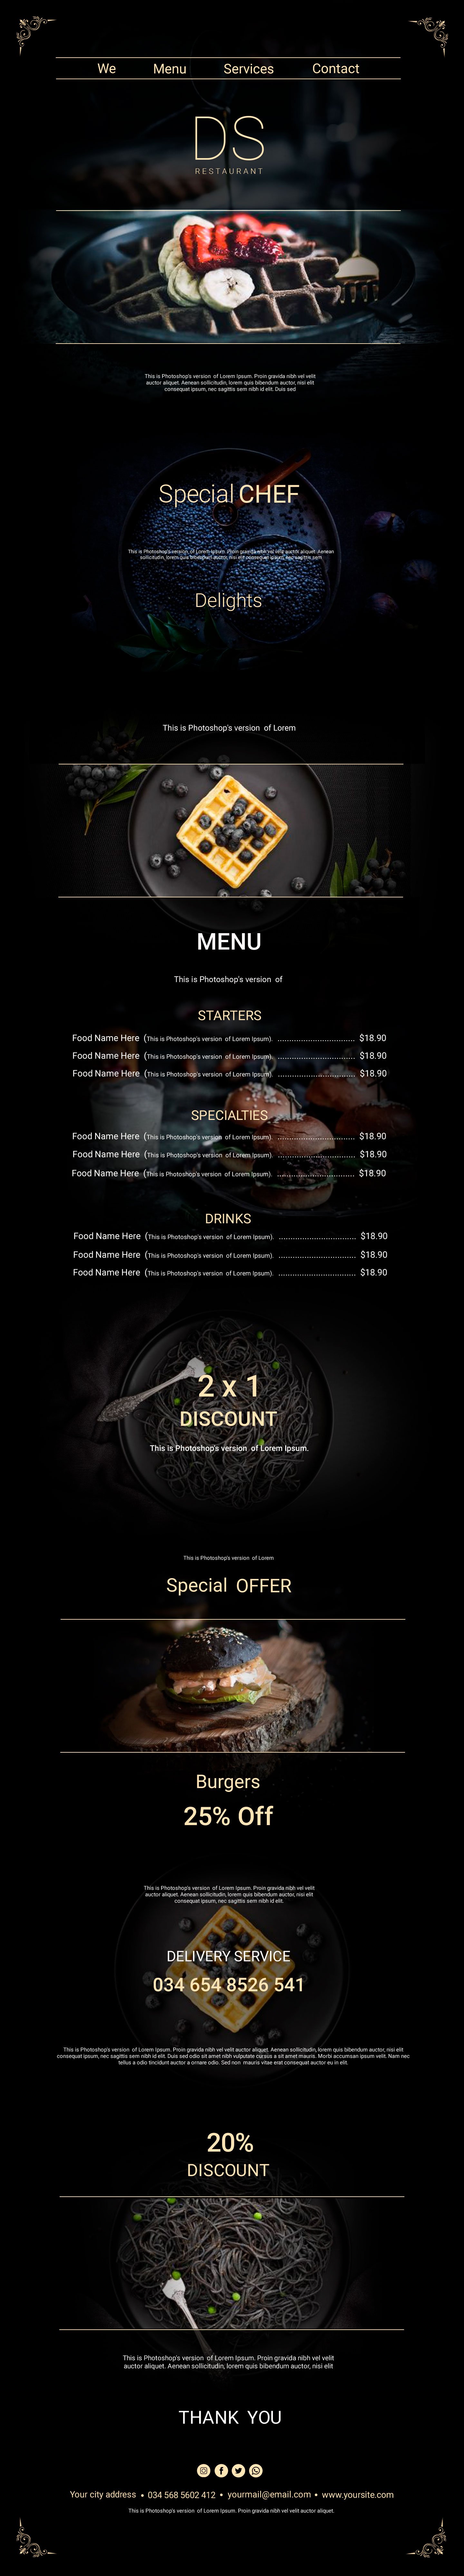 We Menu Services Contact
DS
RESTAURANT
This is Photoshop's version of Lorem Ipsum. Proin gravida nibh vel velit
auctor aliquet. Aenean sollicitudin, lorem quis bibendum auctor, nisi elit
consequat ipsum, nec sagittis sem nibh id elit. Duis sed
Special CHEF
This is Photoshop's version of Lorem Ipsum. Proin gravida nibh vel velit auctor aliquet. Aenean
sollicitudin, lorem quis bibendum auctor, nisi elit consequat ipsum, nec sagittis sem
Delights
This is Photoshop's version of Lorem
MENU
This is Photoshop's version of
STARTERS
Food Name Here (This is Photoshop's version of Lorem Ipsum). ................................ $18.90
Food Name Here (This is Photoshop's version of Lorem Ipsum). ................................ $18.90
Food Name Here (This is Photoshop's version of Lorem Ipsum). ................................ $18.90
SPECIALTIES
Food Name Here (This is Photoshop's version of Lorem Ipsum). ................................ $18.90
Food Name Here (This is Photoshop's version of Lorem Ipsum). ................................ $18.90
Food Name Here (This is Photoshop's version of Lorem Ipsum). ................................ $18.90
DRINKS
Food Name Here (This is Photoshop's version of Lorem Ipsum). ................................ $18.90
Food Name Here (This is Photoshop's version of Lorem Ipsum). ................................ $18.90
Food Name Here (This is Photoshop's version of Lorem Ipsum). ................................ $18.90
2 x 1
DISCOUNT
This is Photoshop's version of Lorem Ipsum.
This is Photoshop's version of Lorem
Special OFFER
Burgers
25% Off
This is Photoshop's version of Lorem Ipsum. Proin gravida nibh vel velit
auctor aliquet. Aenean sollicitudin, lorem quis bibendum auctor, nisi elit
consequat ipsum, nec sagittis sem nibh id elit.
DELIVERY SERVICE
034 654 8526 541
This is Photoshop's version of Lorem Ipsum. Proin gravida nibh vel velit auctor aliquet. Aenean sollicitudin, lorem quis bibendum auctor, nisi elit
consequat ipsum, nec sagittis sem nibh id elit. Duis sed odio sit amet nibh vulputate cursus a sit amet mauris. Morbi accumsan ipsum velit. Nam nec
tellus a odio tincidunt auctor a ornare odio. Sed non mauris vitae erat consequat auctor eu in elit.
20%
DISCOUNT
This is Photoshop's version of Lorem Ipsum. Proin gravida nibh vel velit
auctor aliquet. Aenean sollicitudin, lorem quis bibendum auctor, nisi elit
THANK YOU
Your city address • 034 568 5602 412 • yourmail@email.com • www.yoursite.com
This is Photoshop's version of Lorem Ipsum. Proin gravida nibh vel velit auctor aliquet.